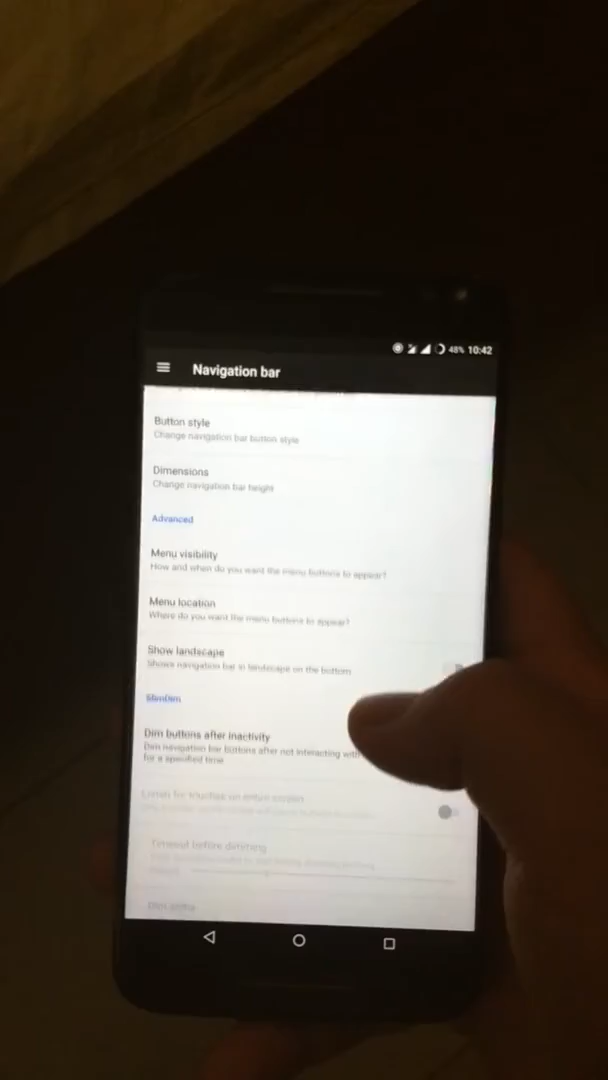 48% 10:42
Navigation bar
Button style
Change navigation bar button style
Dimensions
Change navigation bar height
Advanced
Menu visibility
How and when do you want the menu buttons to appear?
Menu location
Where do you want the menu buttons to appear?
Show landscape
Shows navigation bar in landscape on the bottom
SlimDim
Dim buttons after inactivity
Dim navigation bar buttons after not interacting with
for a specified time
Listen for touches on entire screen
Timeout before dimming